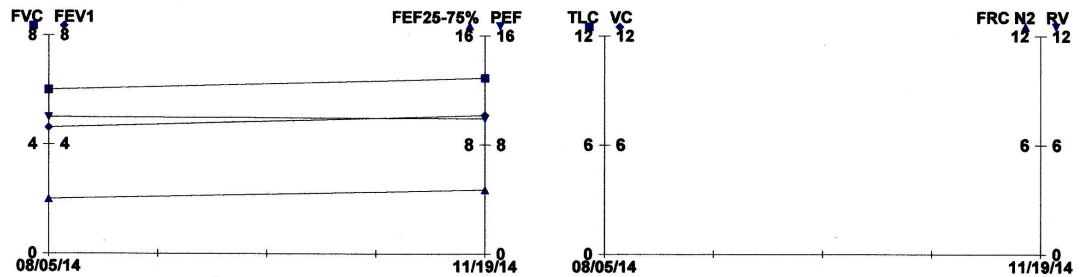 FVC FEV1 FEF25-75% PEF TLC VC FRC N2 RV
8 8 16 16 12 12 12 12
4 4 8 8 6 6 6 6
0 0 0 0
08/05/14 11/19/14 08/05/14 11/19/14